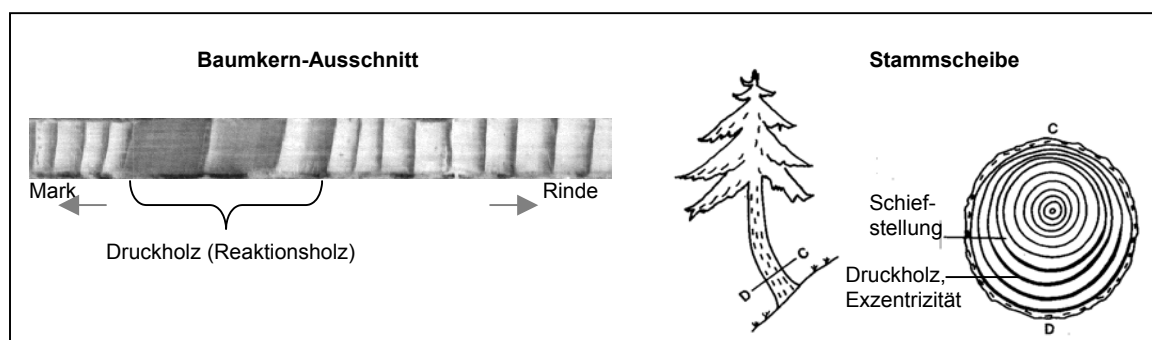 Baumkern-Ausschnitt
Mark
Rinde
Druckholz (Reaktionsholz)
Stammscheibe
C
D
C
Schief-
stellung
Druckholz,
Exzentrizität
D